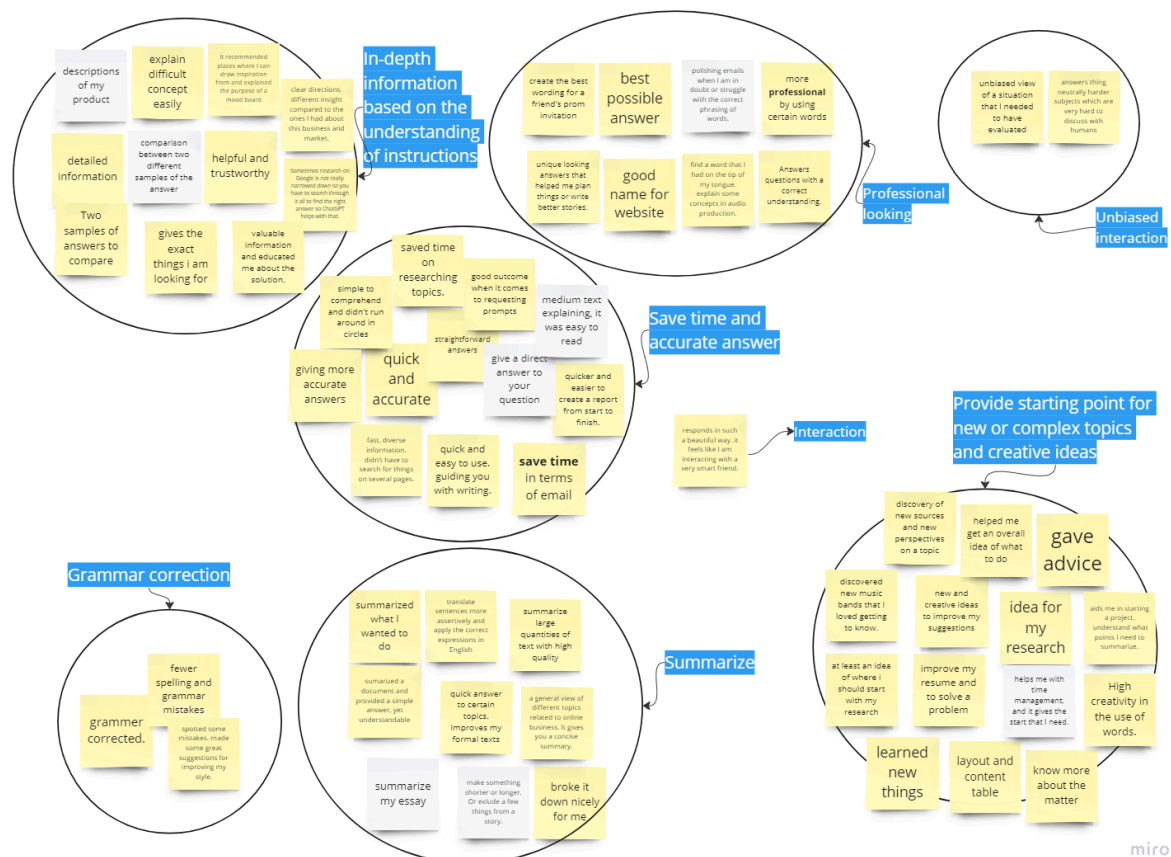 descriptions
of my
product
explain
difficult
concept
easily
It recommended
places where I can
draw inspiration
from and explained
the purpose of a
mood board
clear directions,
different insight
compared to the
ones I had about
this business and
market.
detailed
information
comparison
between two
different
samples of the
answer
helpful and
trustworthy
Sometimes research on
Google is not really
narrowed down so you
have to search through
it all to find the right
answer so ChatGPT
helps with that.
Two
samples of
answers to
compare
gives the
exact
things i am
looking for
valuable
information
and educated
me about the
solution.
In-depth
information
based on the
understanding
of instructions
create the best
wording for a
friend's prom
invitation
best
possible
answer
polishing emails
when I am in
doubt or struggle
with the correct
phrasing of
words.
more
professional
by using
certain words
unique looking
answers that
helped me plan
things or write
better stories.
good
name for
website
find a word that I
had on the tip of
my tongue.
explain some
concepts in audio
production.
Answers
questions with a
correct
understanding.
Professional
looking
unbiased view
of a situation
that I needed
to have
evaluated
answers thing
neutrally harder
subjects which are
very hard to
discuss with
humans
Unbiased
interaction
saved time
on
researching
topics.
simple to
comprehend
and didn't run
around in
circles
good outcome
when it comes
to requesting
prompts
medium text
explaining, it
was easy to
read
straightforward
answers
giving more
accurate
answers
quick
and
accurate
give a direct
answer to
your
question
quicker and
easier to
create a report
from start to
finish.
fast, diverse
information.
didn't have to
search for things
on several pages.
quick and
easy to use.
guiding you
with writing.
save time
in terms
of email
Save time and
accurate answer
responds in such
a beautiful way. it
feels like I am
interacting with a
very smart friend.
Interaction
Provide starting point for
new or complex topics
and creative ideas
discovery of
new sources
and new
perspectives
on a topic
helped me
get an overall
idea of what
to do
gave
advice
discovered
new music
bands that I
loved getting
to know.
new and
creative ideas
to improve my
suggestions
idea for
my
research
aids me in starting
a project.
understand what
points I need to
summarize.
at least an idea
of where i
should start
with my
research
improve my
resume and
to solve a
problem
helps me with
time
management,
and it gives the
start that I need.
High
creativity in
the use of
words.
learned
new
things
layout and
content
table
know more
about the
matter
Grammar correction
fewer
spelling and
grammar
mistakes
grammer
corrected.
spotted some
mistakes. made
some great
suggestions for
improving my
style.
summarized
what I
wanted to
do
translate
sentences more
assertively and
apply the correct
expressions in
English
summarize
large
quantities of
text with high
quality
sumarized a
document and
provided a simple
answer, yet
understandable
quick answer
to certain
topics.
improves my
formal texts
a general view of
different topics
related to online
business. It gives
you a concise
summary.
summarize
my essay
make something
shorter or longer.
Or exlude a few
things from a
story.
broke it
down nicely
for me
Summarize
miro